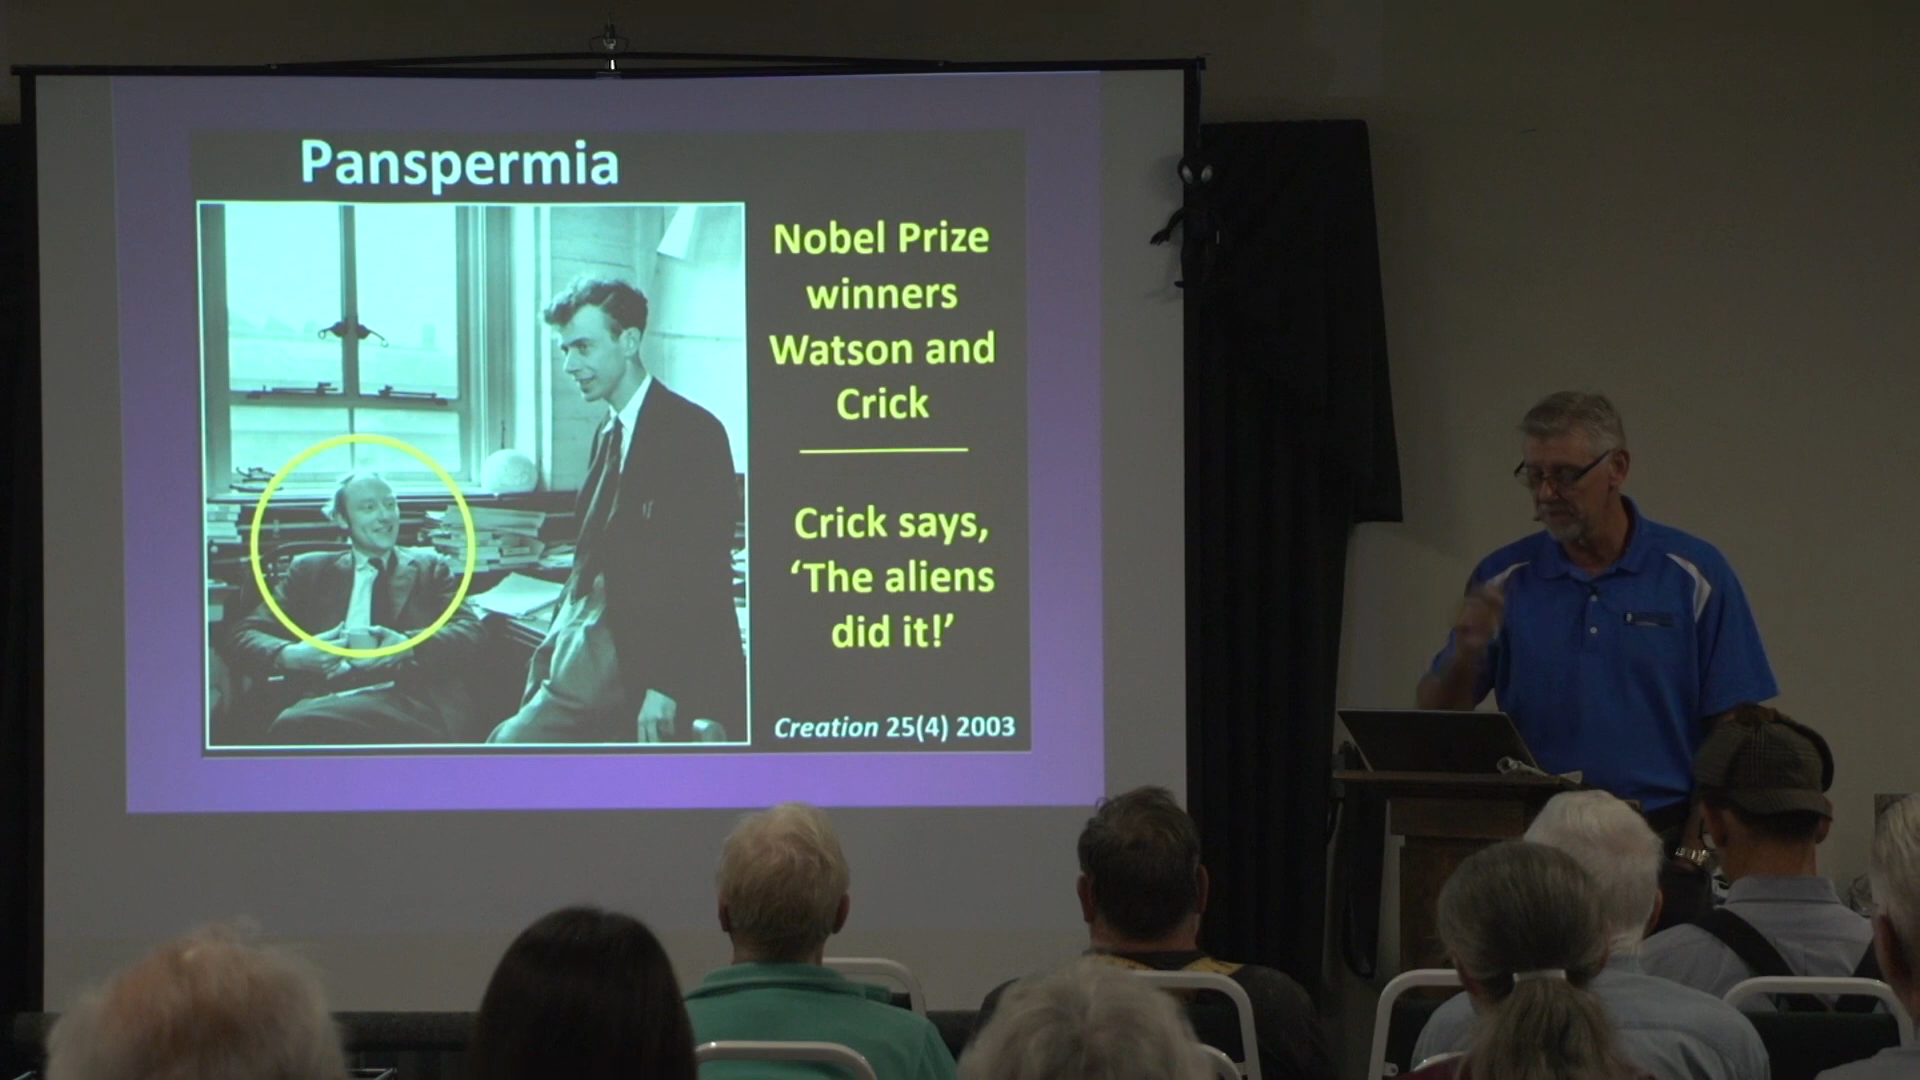 Panspermia
Nobel Prize
winners
Watson and
Crick
Crick says,
‘The aliens
did it!’
Creation 25(4) 2003